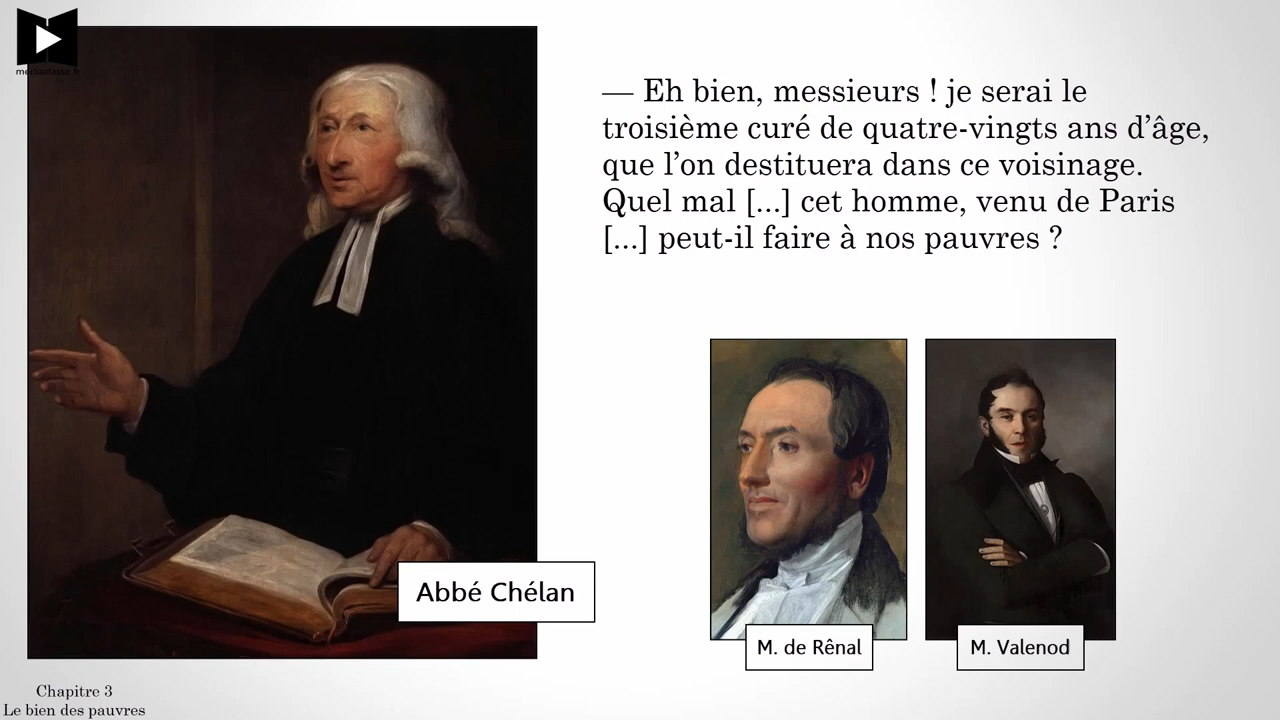 mediaclasse.fr
— Eh bien, messieurs ! je serai le
troisième curé de quatre-vingts ans d’âge,
que l’on destituera dans ce voisinage.
Quel mal [...] cet homme, venu de Paris
[...] peut-il faire à nos pauvres ?
Abbé Chélan
M. de Rênal
M. Valenod
Chapitre 3
Le bien des pauvres